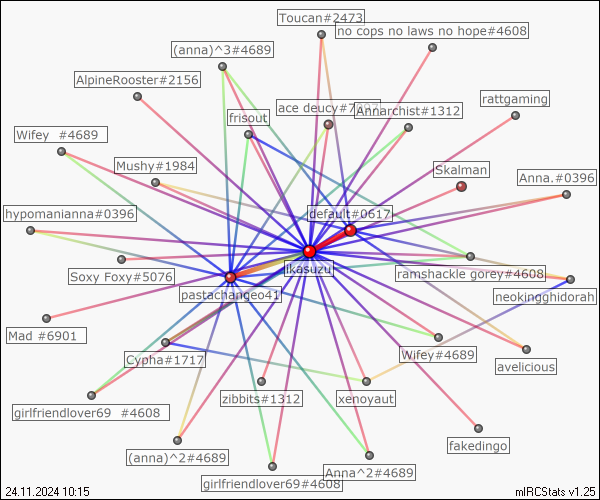 Toucan#2473
no cops no laws no hope#4608
(anna)^3#4689
AlpineRooster#2156
rattgaming
ace deucy
Annarchist#1312
frisout
Wifey #4689
Mushy#1984
Skalman
Anna.#0396
hypomanianna#0396
default#0617
ikasuzu
Soxy Foxy#5076
ramshackle gorey#4608
pastachangeo41
neokingghidorah
Mad #6901
Cypha#1717
Wifey#4689
avelicious
girlfriendlover69 #4608
zibbits#1312
xenoyaut
fakedingo
(anna)^2#4689
Anna^2#4689
girlfriendlover69#4608
24.11.2024 10:15
mIRCStats v1.25